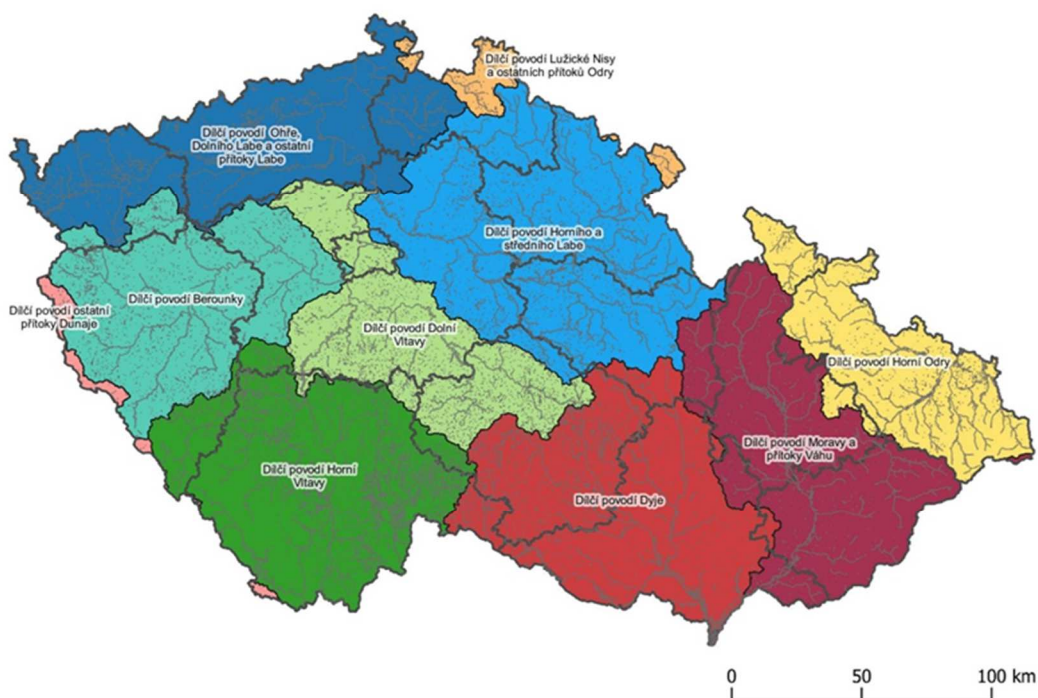 Dílčí povodí Lužické Nisy
a ostatních přítoků Odry
Dílčí povodí Ohře,
Dolního Labe a ostatní
přítoky Labe
Dílčí povodí Horního a
středního Labe
Dílčí povodí Berounky
Dílčí povodí ostatní
přítoky Dunaje
Dílčí povodí Dolní
Vltavy
Dílčí povodí Horní Odry
Dílčí povodí Moravy a
přítoky Váhu
Dílčí povodí Horní
Vltavy
Dílčí povodí Dyje
0 50 100 km